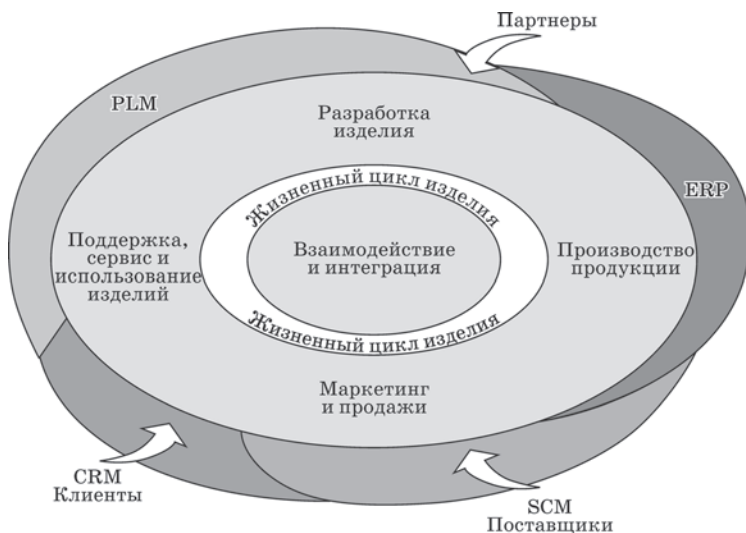 Партнеры
PLM
Разработка
изделия
ERP
Жизненный цикл изделия
Поддержка,
сервис и
использование
изделий
Взаимодействие
и интеграция
Производство
продукции
Жизненный цикл изделия
Маркетинг
и продажи
CRM
Клиенты
SCM
Поставщики